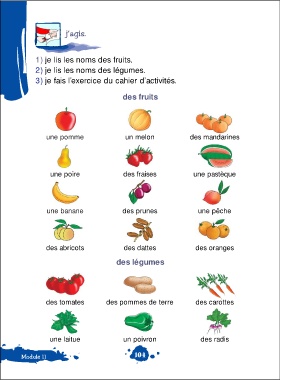 j'agis.
1) je lis les noms des fruits.
2) je lis les noms des légumes.
3) je fais l'exercice du cahier d'activités.
des fruits
une pomme un melon des mandarines
une poire des fraises une pastèque
une banane des prunes une pêche
des abricots des dattes des oranges
des légumes
des tomates des pommes de terre des carottes
une laitue un poivron des radis
Module 11 104